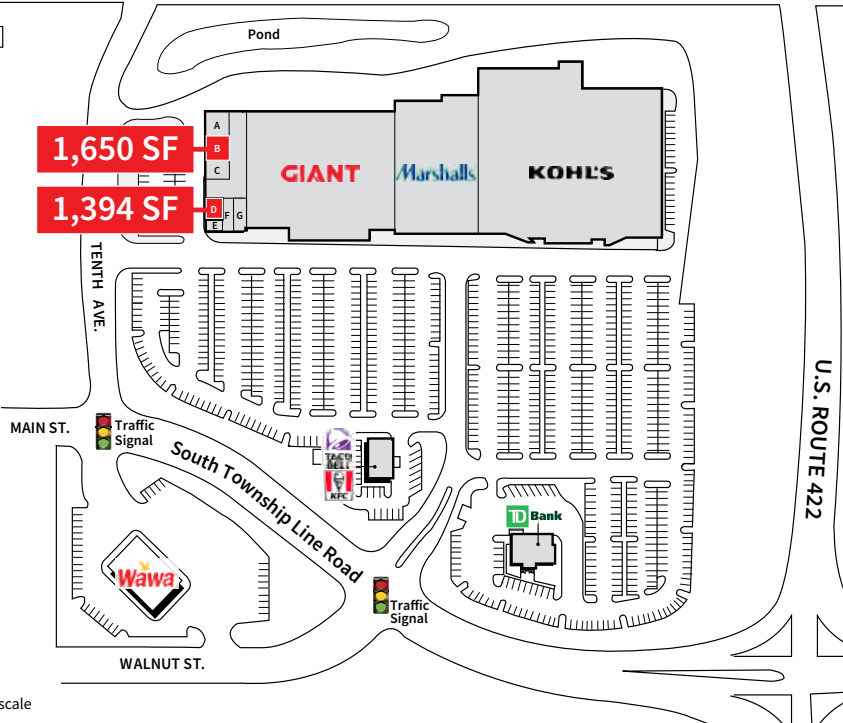 Pond
A
1,650 SF
B
C
GIANT
Marshalls
KOHL'S
1,394 SF
D
F
G
E
TENTH AVE.
U.S. ROUTE 422
MAIN ST.
Traffic
Signal
South Township Line Road
TACO
BELL
KFC
TD Bank
Wawa
Traffic
Signal
WALNUT ST.
scale